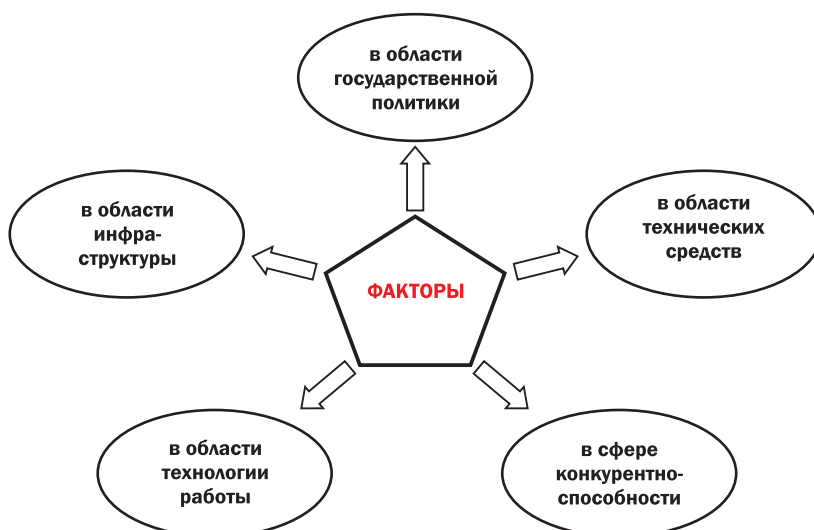 в области
государственной
политики
в области
инфра-
структуры
в области
технических
средств
ФАКТОРЫ
в области
технологии
работы
в сфере
конкурентно-
способности